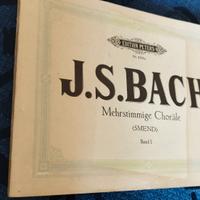 EDITION PETERS
J.S.BACH
Mehrstimmige Choräle
(SMEND)
Band I